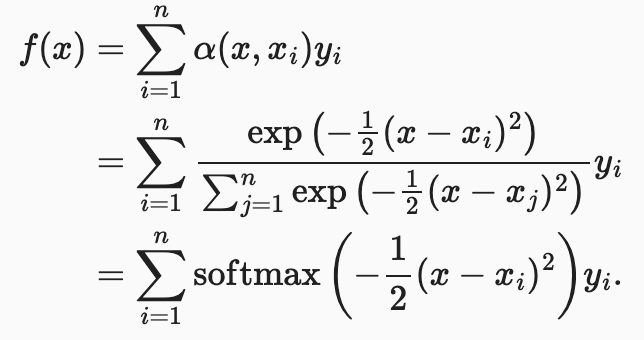 $f(x) = \sum_{i=1}^{n} \alpha(x, x_i) y_i$
$= \sum_{i=1}^{n} \frac{\exp\left(-\frac{1}{2}(x - x_i)^2\right)}{\sum_{j=1}^{n} \exp\left(-\frac{1}{2}(x - x_j)^2\right)} y_i$
$= \sum_{i=1}^{n} \mathrm{softmax}\left(-\frac{1}{2}(x - x_i)^2\right) y_i.$